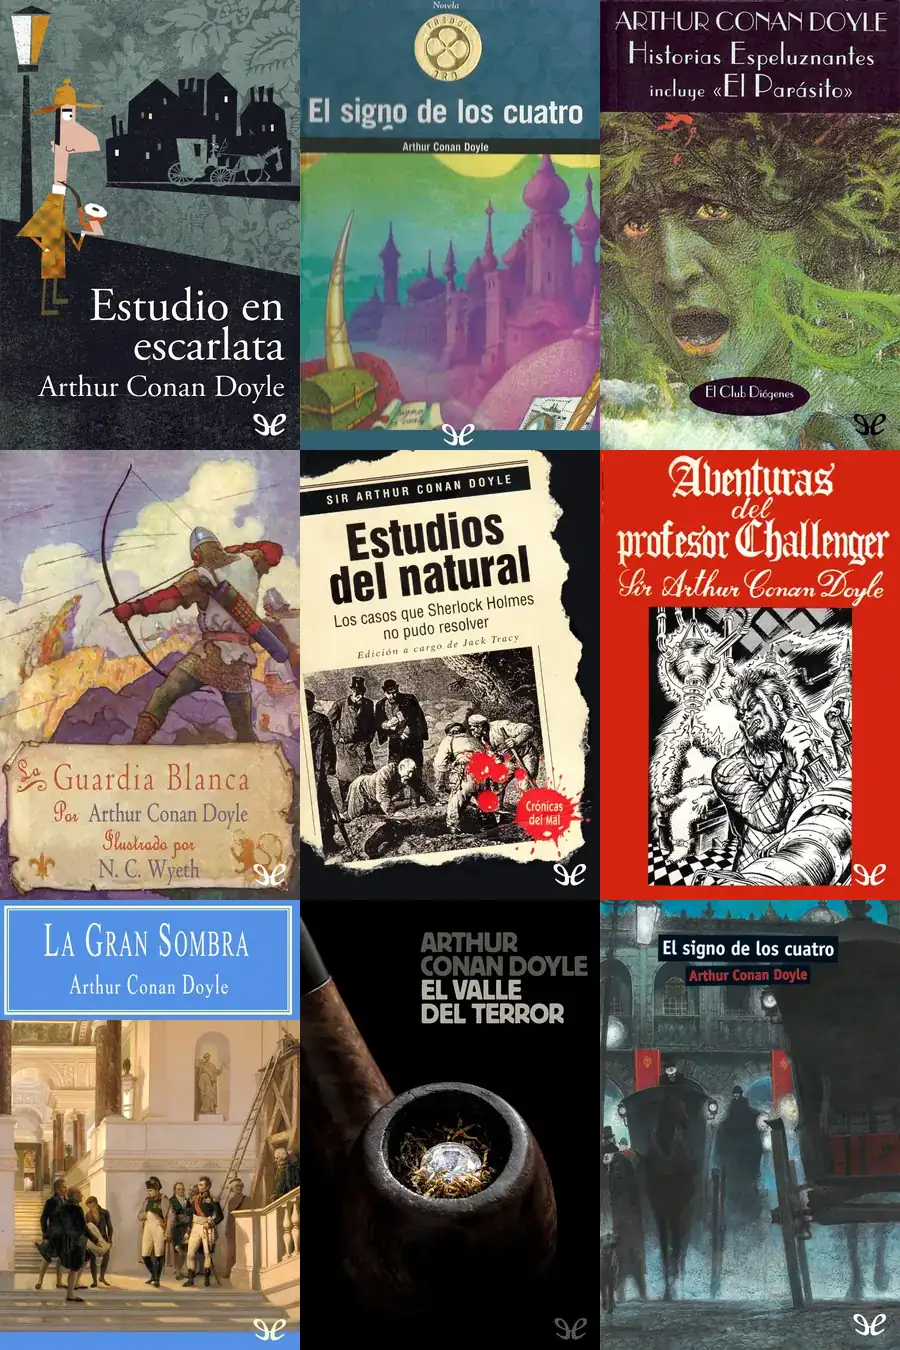 Estudio en
escarlata
Arthur Conan Doyle
Novela
TRÉBOL
ORO
El signo de los cuatro
Arthur Conan Doyle
ARTHUR CONAN DOYLE
Historias Espeluznantes
incluye «El Parásito»
El Club Diógenes
La
Guardia Blanca
Por Arthur Conan Doyle
Ilustrado por
N. C. Wyeth
SIR ARTHUR CONAN DOYLE
Estudios
del natural
Los casos que Sherlock Holmes
no pudo resolver
Edición a cargo de Jack Tracy
Crónicas
del Mal
Aventuras
del
profesor Challenger
Sir Arthur Conan Doyle
LA GRAN SOMBRA
Arthur Conan Doyle
ARTHUR
CONAN DOYLE
EL VALLE
DEL TERROR
El signo de los cuatro
Arthur Conan Doyle